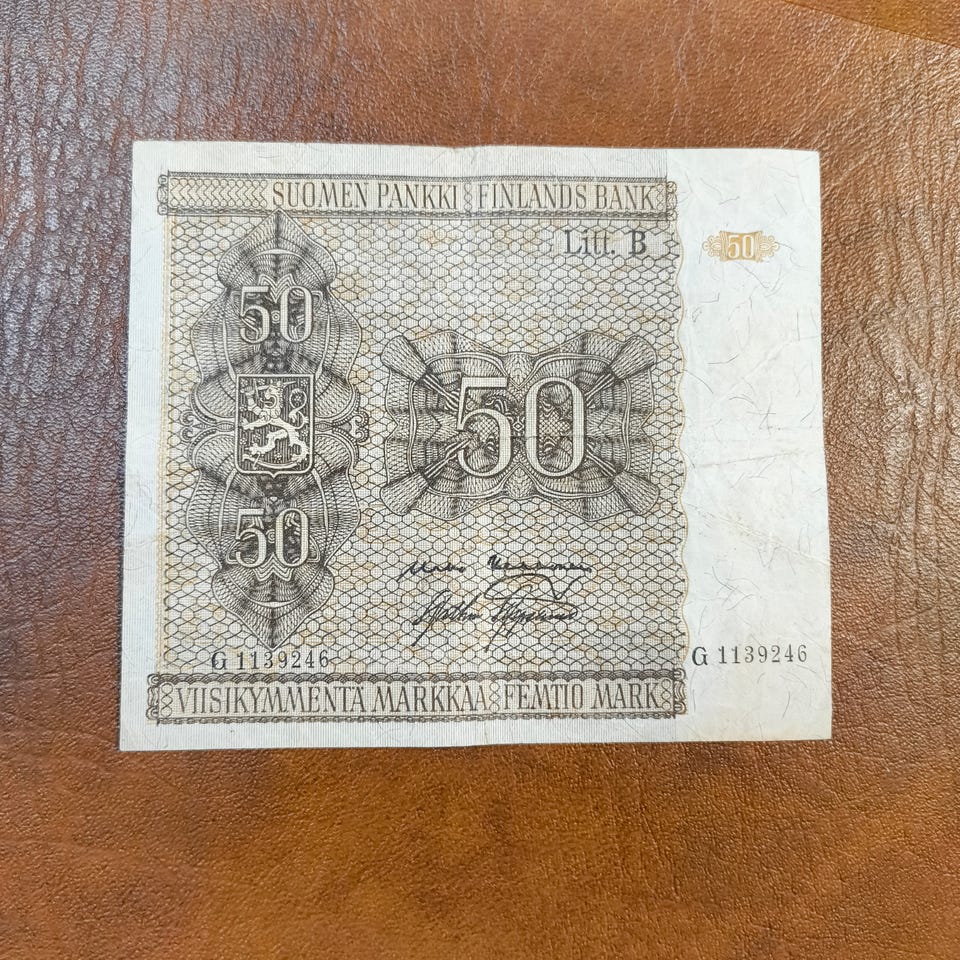 SUOMEN PANKKI FINLANDS BANK
Litt. B
50
50
50
50
G 1139246
G 1139246
VIISIKYMMENTÄ MARKKAA FEMTIO MARK